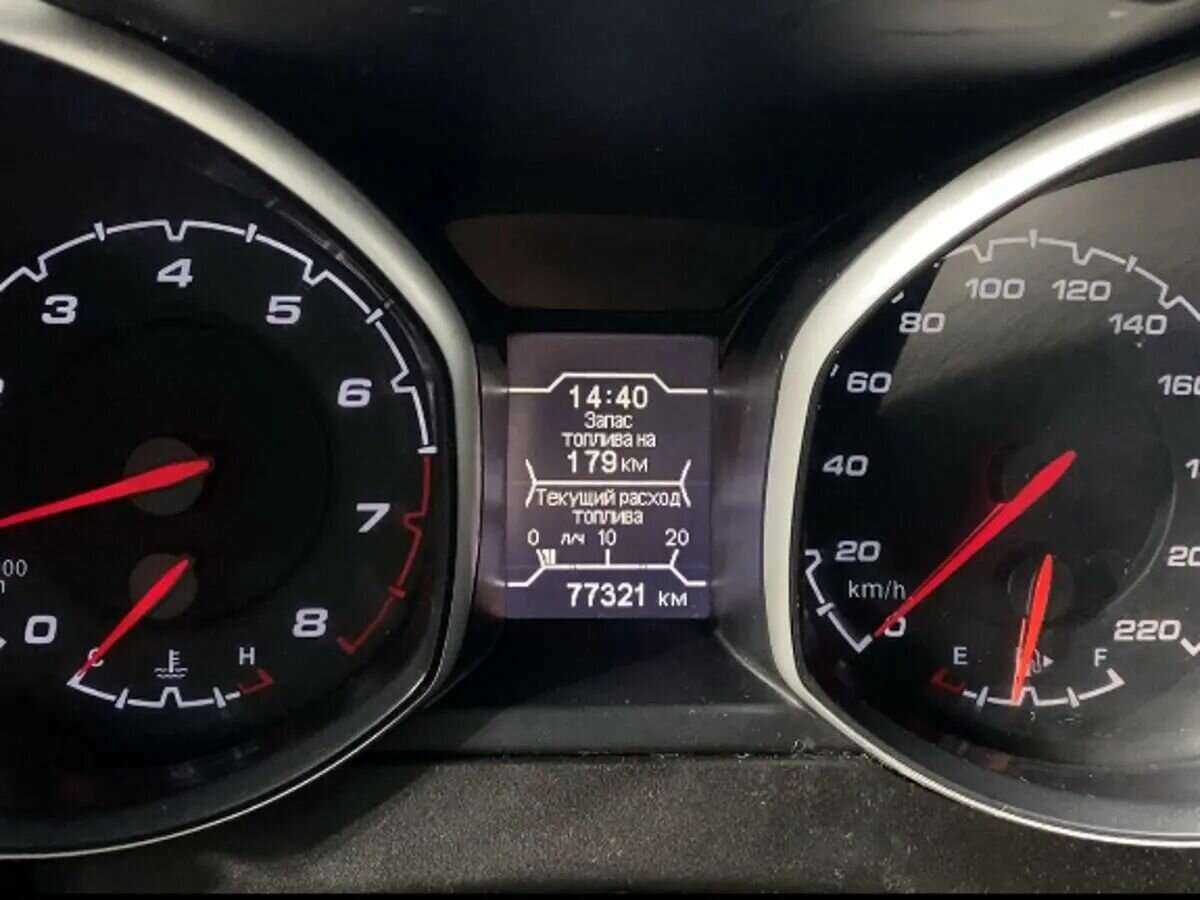 3
4
5
6
7
8
0
C
H
14:40
Запас
топлива на
179 км
Текущий расход
топлива
0 л/ч 10 20
77321 км
0
20
40
60
80
100
120
140
220
km/h
E
F